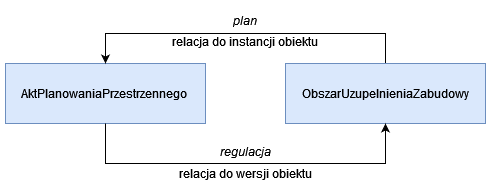 plan
relacja do instancji obiektu
AktPlanowaniaPrzestrzennego
ObszarUzupelnieniaZabudowy
regulacja
relacja do wersji obiektu